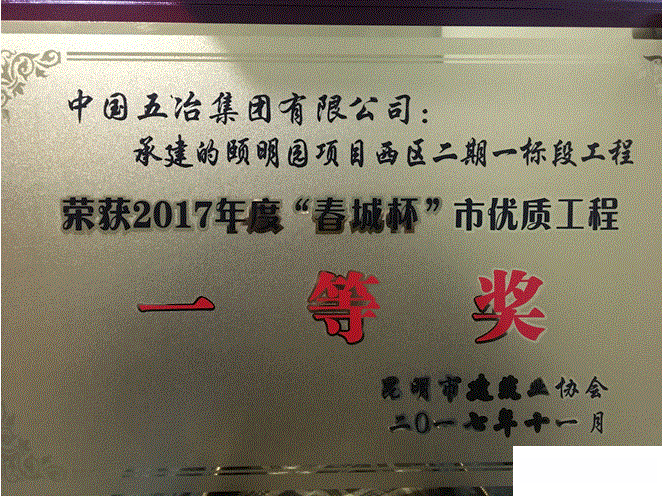 中国五冶集团有限公司：
承建的颐明园项目西区二期一标段工程
荣获2017年度“春城杯”市优质工程
一等奖
昆明市建筑业协会
二〇一七年十一月